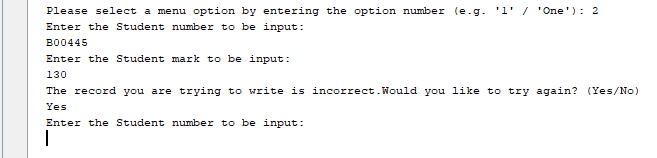 Please select a menu option by entering the option number (e.g. '1' / 'One'): 2
Enter the Student number to be input:
B00445
Enter the Student mark to be input:
130
The record you are trying to write is incorrect.Would you like to try again? (Yes/No)
Yes
Enter the Student number to be input: